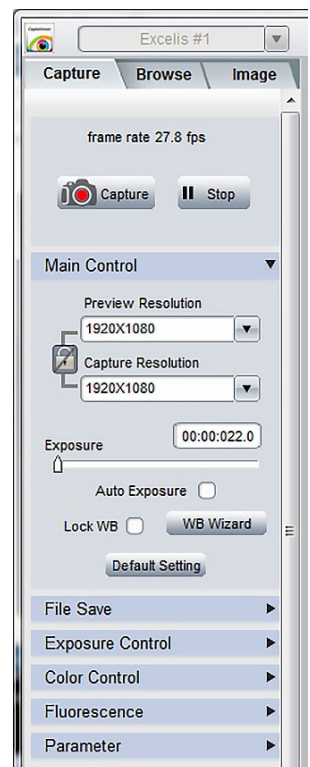 Excelis #1
Capture Browse Image
frame rate 27.8 fps
Capture Stop
Main Control
Preview Resolution
1920X1080
Capture Resolution
1920X1080
Exposure 00:00:022.0
Auto Exposure
Lock WB WB Wizard
Default Setting
File Save
Exposure Control
Color Control
Fluorescence
Parameter